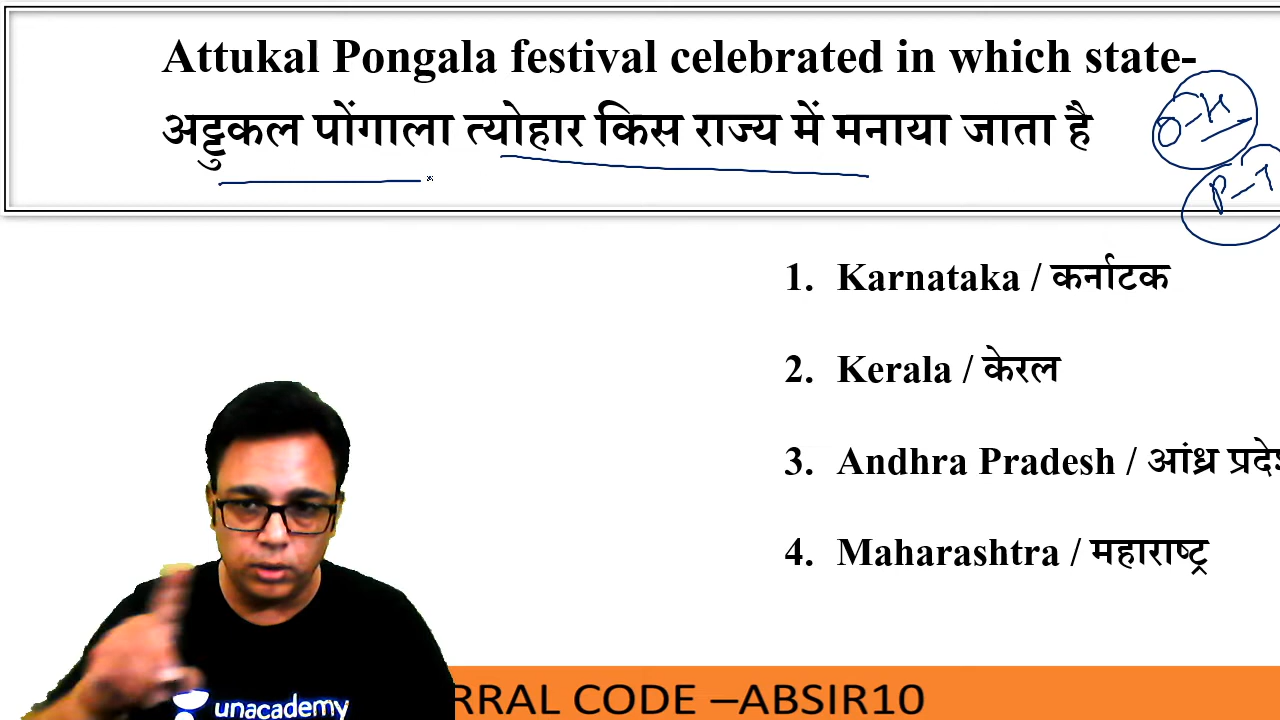 Attukal Pongala festival celebrated in which state-
अट्टुकल पोंगाला त्योहार किस राज्य में मनाया जाता है
O-H
P-T
1. Karnataka / कर्नाटक
2. Kerala / केरल
3. Andhra Pradesh / आंध्र
4. Maharashtra / महाराष्ट्र
unacademy
CODE –ABSIR10